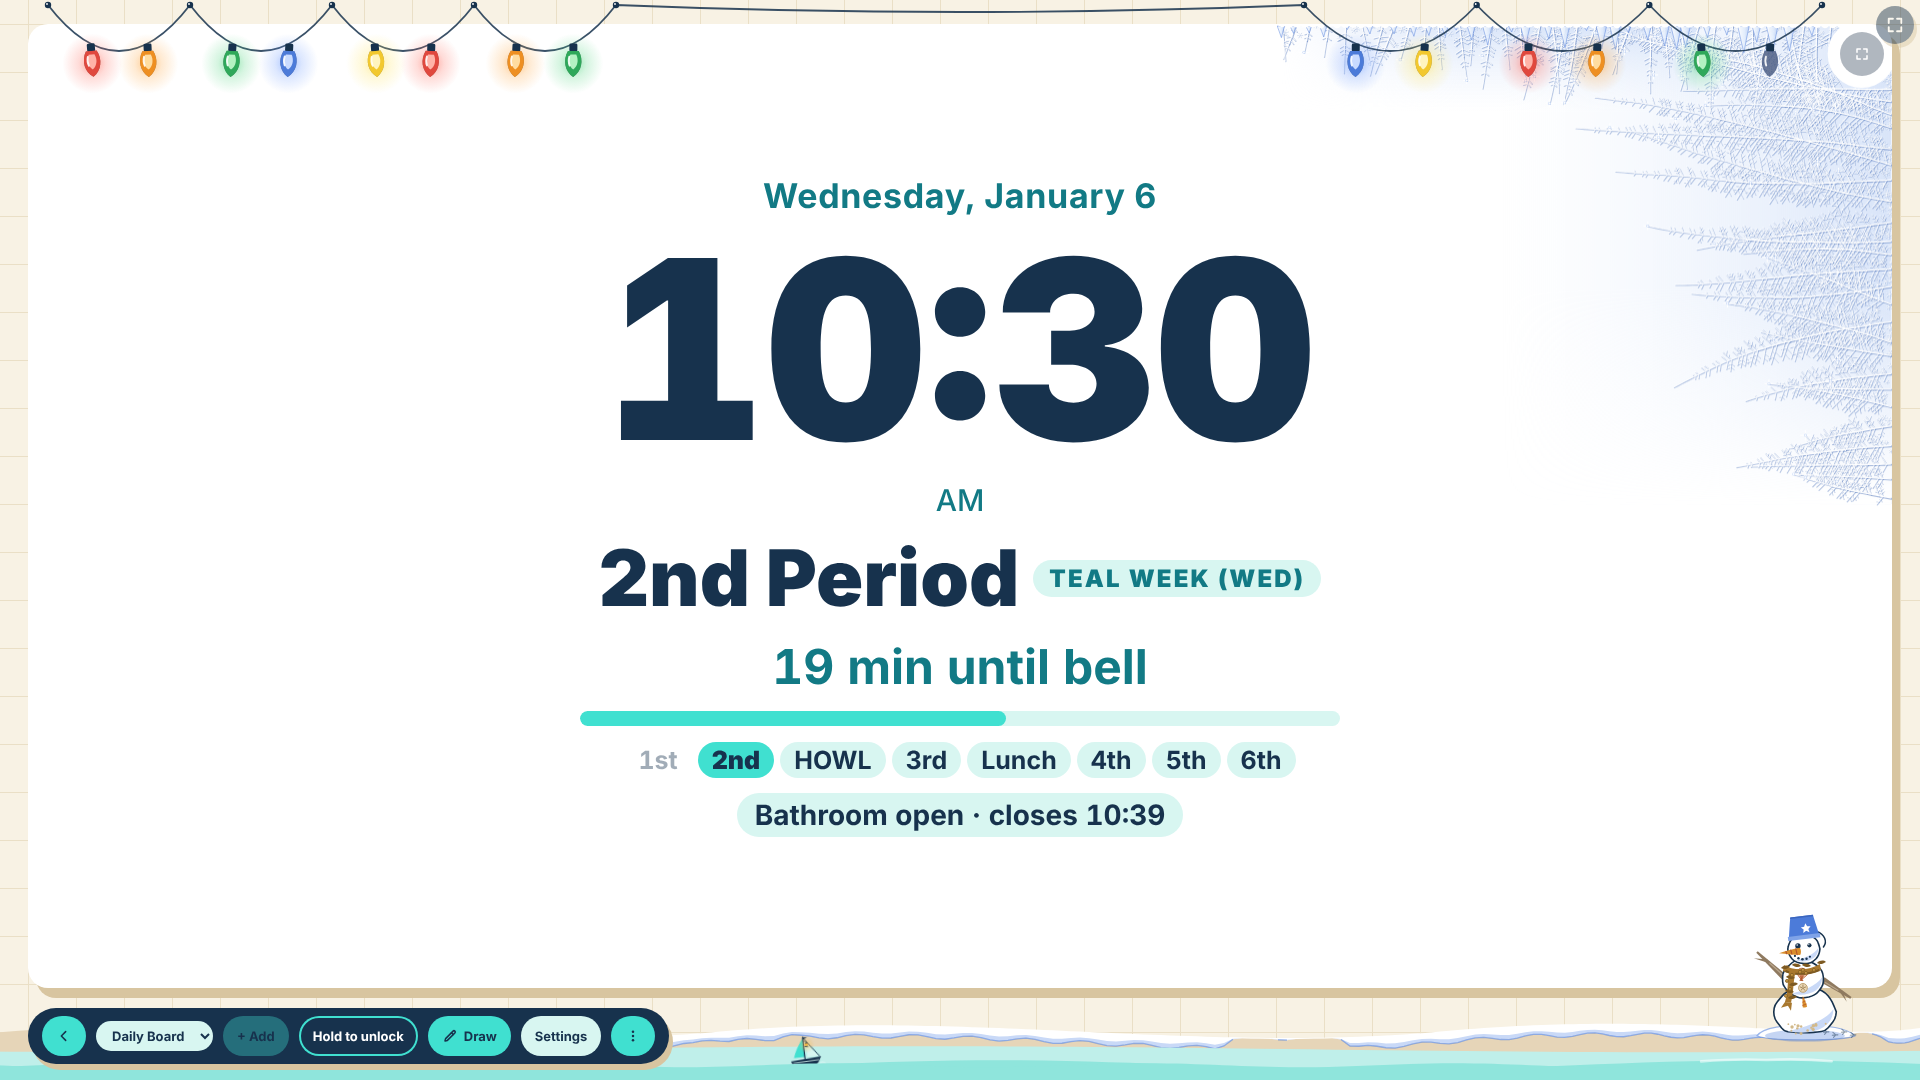 Wednesday, January 6
10:30
AM
2nd Period TEAL WEEK (WED)
19 min until bell
1st 2nd HOWL 3rd Lunch 4th 5th 6th
Bathroom open · closes 10:39
Daily Board + Add Hold to unlock Draw Settings